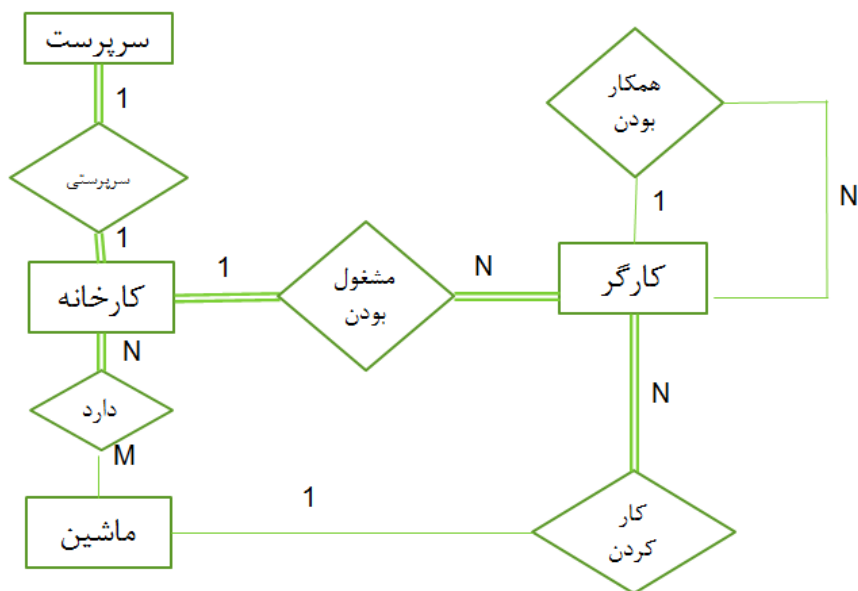 سرپرست
1
سرپرستی
1
کارخانه
1
مشغول
بودن
N
کارگر
همکار
بودن
1
N
N
دارد
M
ماشین
1
N
کار
کردن